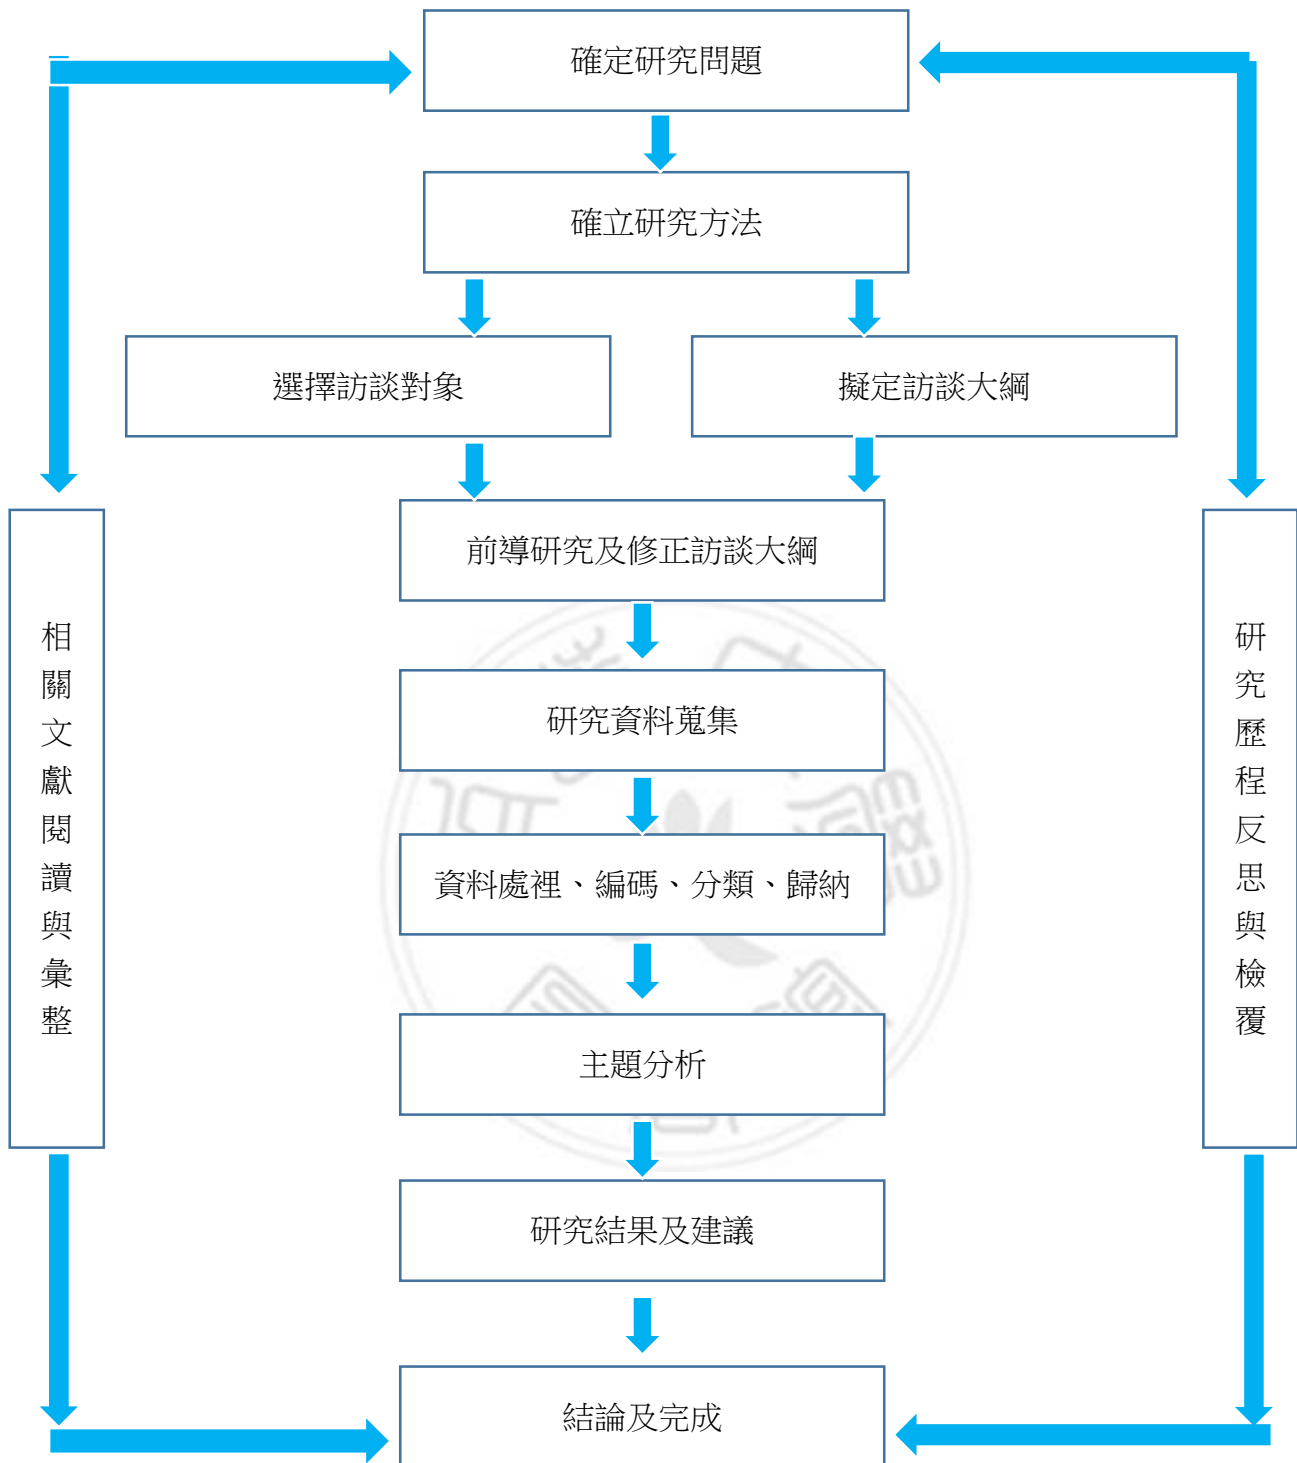 確定研究問題
確立研究方法
選擇訪談對象
擬定訪談大綱
前導研究及修正訪談大綱
研究資料蒐集
資料處裡、編碼、分類、歸納
主題分析
研究結果及建議
結論及完成
相關文獻閱讀與彙整
研究歷程反思與檢覆